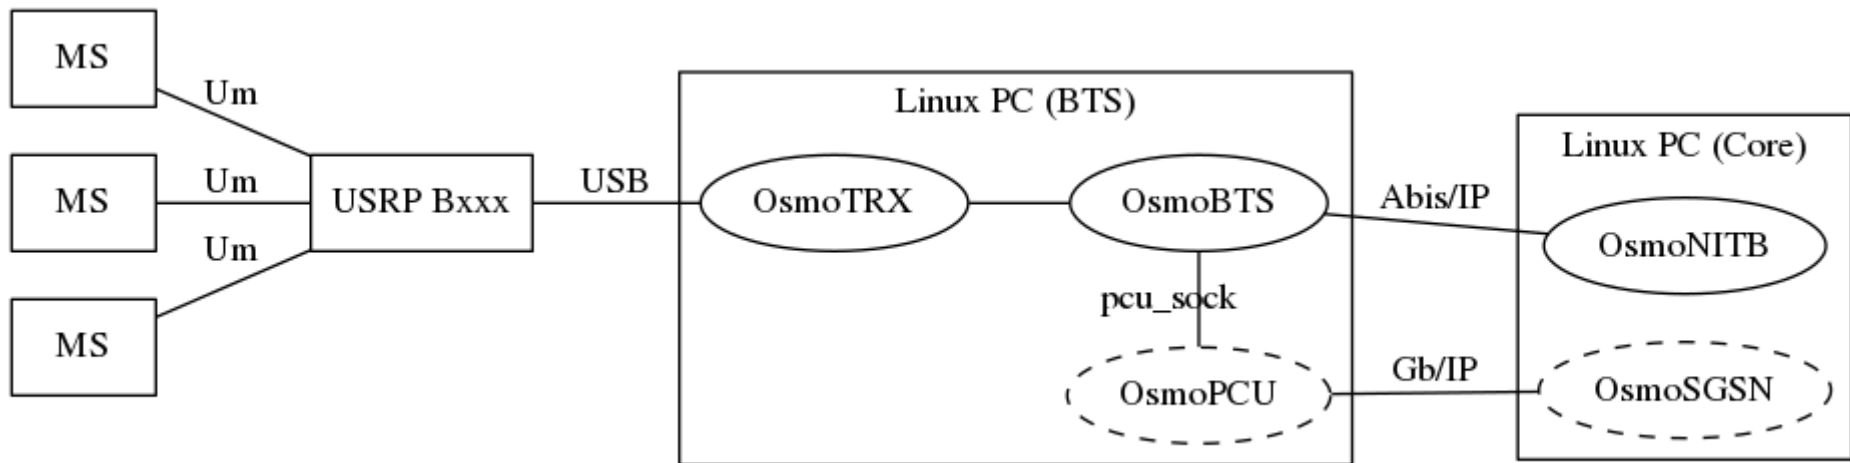 MS
Um
MS
Um
Um
MS
USRP Bxxx
USB
Linux PC (BTS)
OsmoTRX
OsmoBTS
pcu_sock
OsmoPCU
Abis/IP
Gb/IP
Linux PC (Core)
OsmoNITB
OsmoSGSN